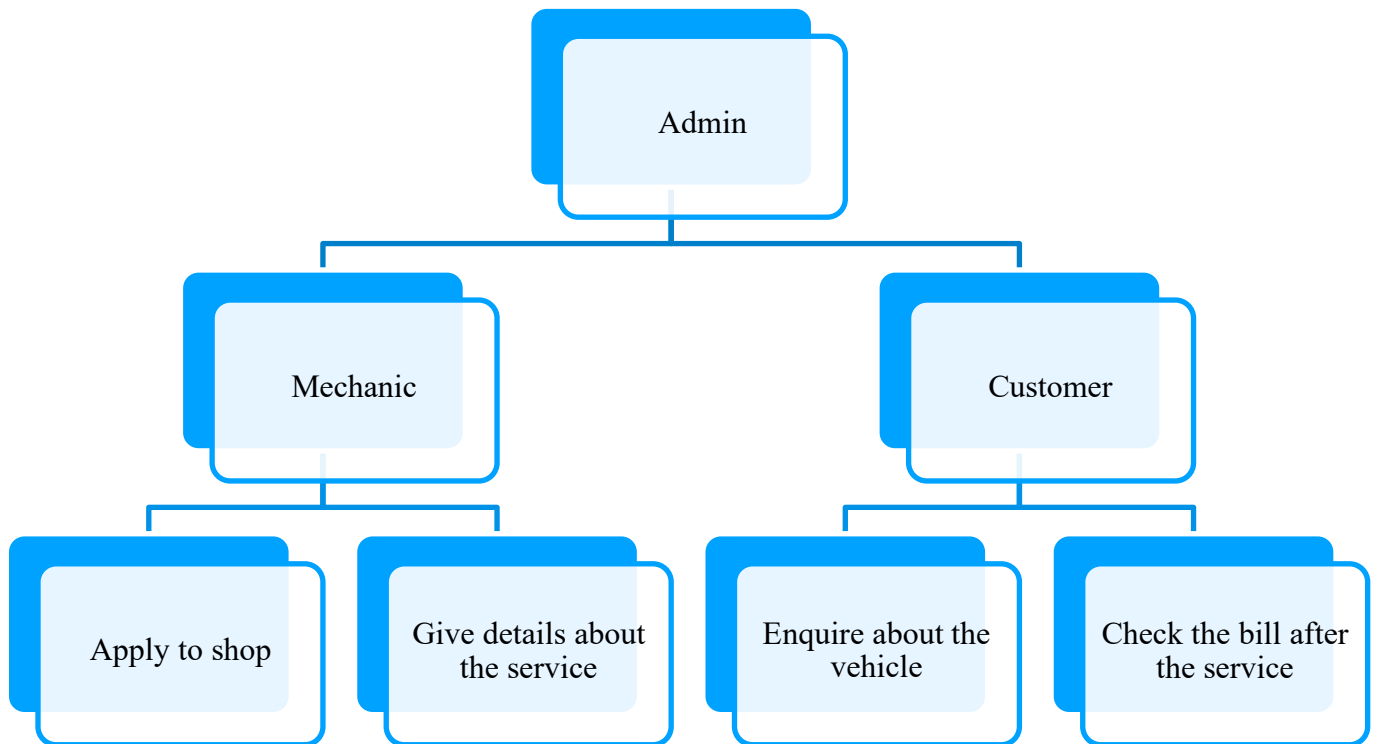 Admin
Mechanic
Customer
Apply to shop
Give details about
the service
Enquire about the
vehicle
Check the bill after
the service